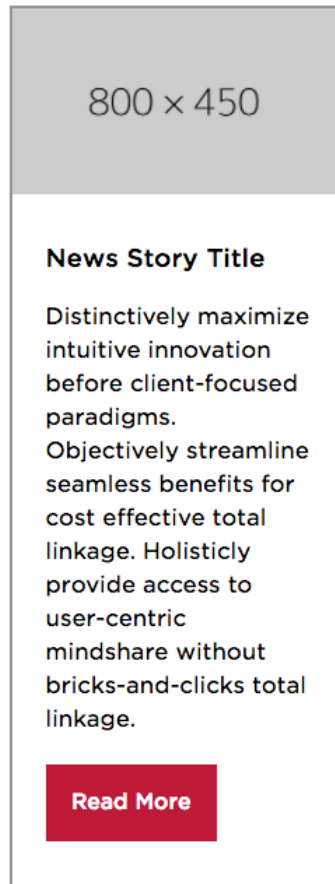 800 × 450
News Story Title
Distinctively maximize
intuitive innovation
before client-focused
paradigms.
Objectively streamline
seamless benefits for
cost effective total
linkage. Holisticly
provide access to
user-centric
mindshare without
bricks-and-clicks total
linkage.
Read More